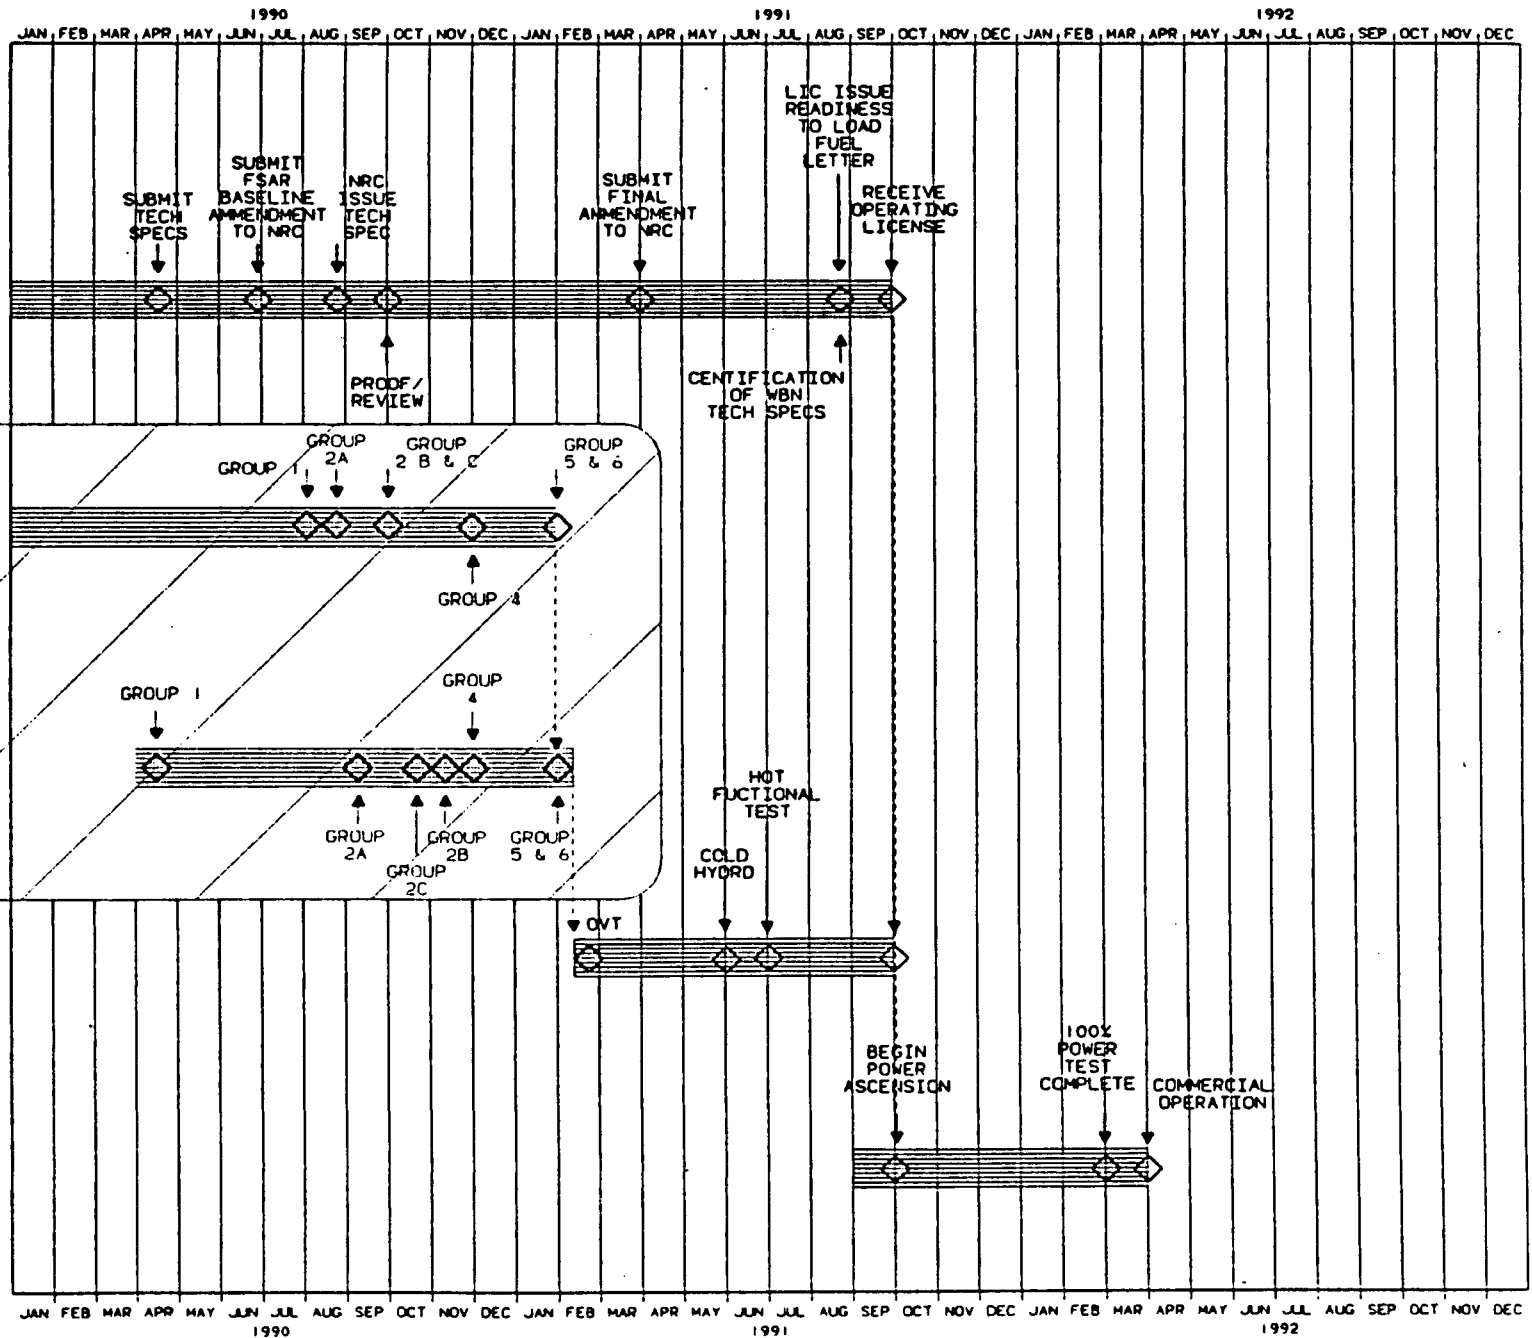 1990 1991 1992
JAN FEB MAR APR MAY JUN JUL AUG SEP OCT NOV DEC JAN FEB MAR APR MAY JUN JUL AUG SEP OCT NOV DEC JAN FEB MAR APR MAY JUN JUL AUG SEP OCT NOV DEC
SUBMIT
TECH
SPECS
SUBMIT
FSAR
BASELINE
AMMENDMENT
TO NRC
NRC
ISSUE
TECH
SPEC
SUBMIT
FINAL
AMMENDMENT
TO NRC
LIC ISSUE
READINESS
TO LOAD
FUEL
LETTER
RECEIVE
OPERATING
LICENSE
PROOF/
REVIEW
CENTIFICATION
OF WBN
TECH SPECS
GROUP 1
GROUP
2A
GROUP
2 B & C
GROUP
5 & 6
GROUP 4
GROUP 1
GROUP
4
GROUP
2A
GROUP
2C
GROUP
2B
GROUP
5 & 6
HOT
FUCTIONAL
TEST
COLD
HYDRO
OVT
BEGIN
POWER
ASCENSION
100%
POWER
TEST
COMPLETE
COMMERCIAL
OPERATION
JAN FEB MAR APR MAY JUN JUL AUG SEP OCT NOV DEC JAN FEB MAR APR MAY JUN JUL AUG SEP OCT NOV DEC JAN FEB MAR APR MAY JUN JUL AUG SEP OCT NOV DEC
1990 1991 1992